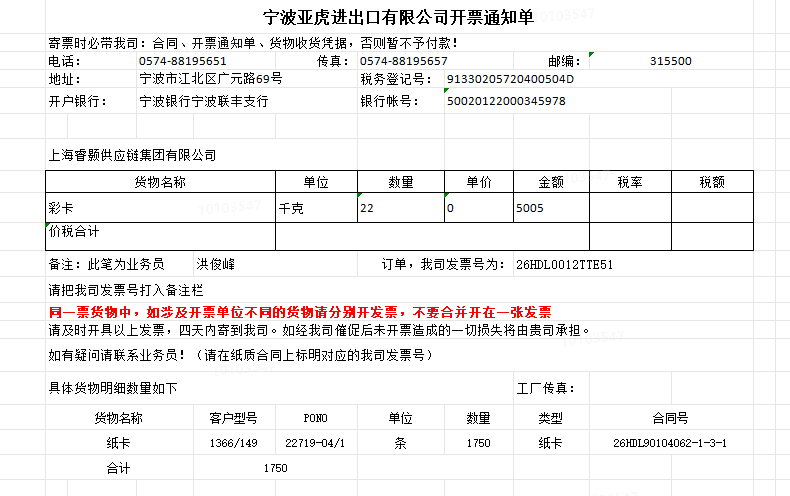 宁波亚虎进出口有限公司开票通知单
寄票时必带我司：合同、开票通知单、货物收货凭据，否则暂不予付款！
电话： 0574-88195651 传真： 0574-88195657 邮编： 315500
地址： 宁波市江北区广元路69号 税务登记号： 91330205720400504D
开户银行： 宁波银行宁波联丰支行 银行帐号： 50020122000345978
上海睿颢供应链集团有限公司
货物名称 单位 数量 单价 金额 税率 税额
彩卡 千克 22 0 5005
价税合计
备注：此笔为业务员 洪俊峰 订单，我司发票号为： 26HDL0012TTE51
请把我司发票号打入备注栏
同一票货物中，如涉及开票单位不同的货物请分别开发票，不要合并开在一张发票
请及时开具以上发票，四天内寄到我司。如经我司催促后未开票造成的一切损失将由贵司承担。
如有疑问请联系业务员！（请在纸质合同上标明对应的我司发票号）
具体货物明细数量如下 工厂传真：
货物名称 客户型号 PONO 单位 数量 类型 合同号
纸卡 1366/149 22719-04/1 条 1750 纸卡 26HDL90104062-1-3-1
合计 1750